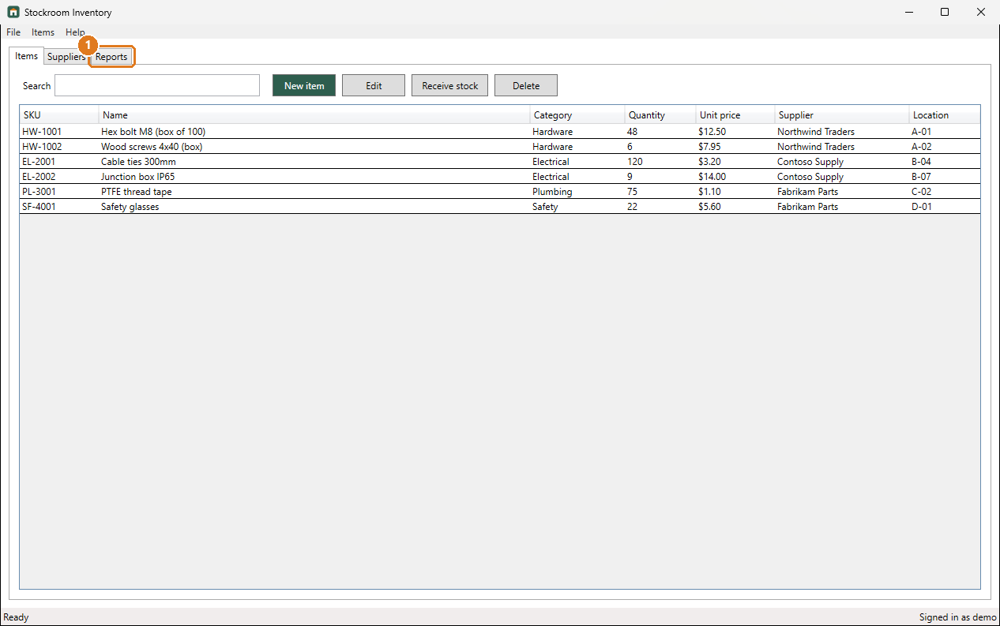 Stockroom Inventory
File Items Help
1
Items Suppliers Reports
Search New item Edit Receive stock Delete
SKU Name Category Quantity Unit price Supplier Location
HW-1001 Hex bolt M8 (box of 100) Hardware 48 $12.50 Northwind Traders A-01
HW-1002 Wood screws 4x40 (box) Hardware 6 $7.95 Northwind Traders A-02
EL-2001 Cable ties 300mm Electrical 120 $3.20 Contoso Supply B-04
EL-2002 Junction box IP65 Electrical 9 $14.00 Contoso Supply B-07
PL-3001 PTFE thread tape Plumbing 75 $1.10 Fabrikam Parts C-02
SF-4001 Safety glasses Safety 22 $5.60 Fabrikam Parts D-01
Ready Signed in as demo